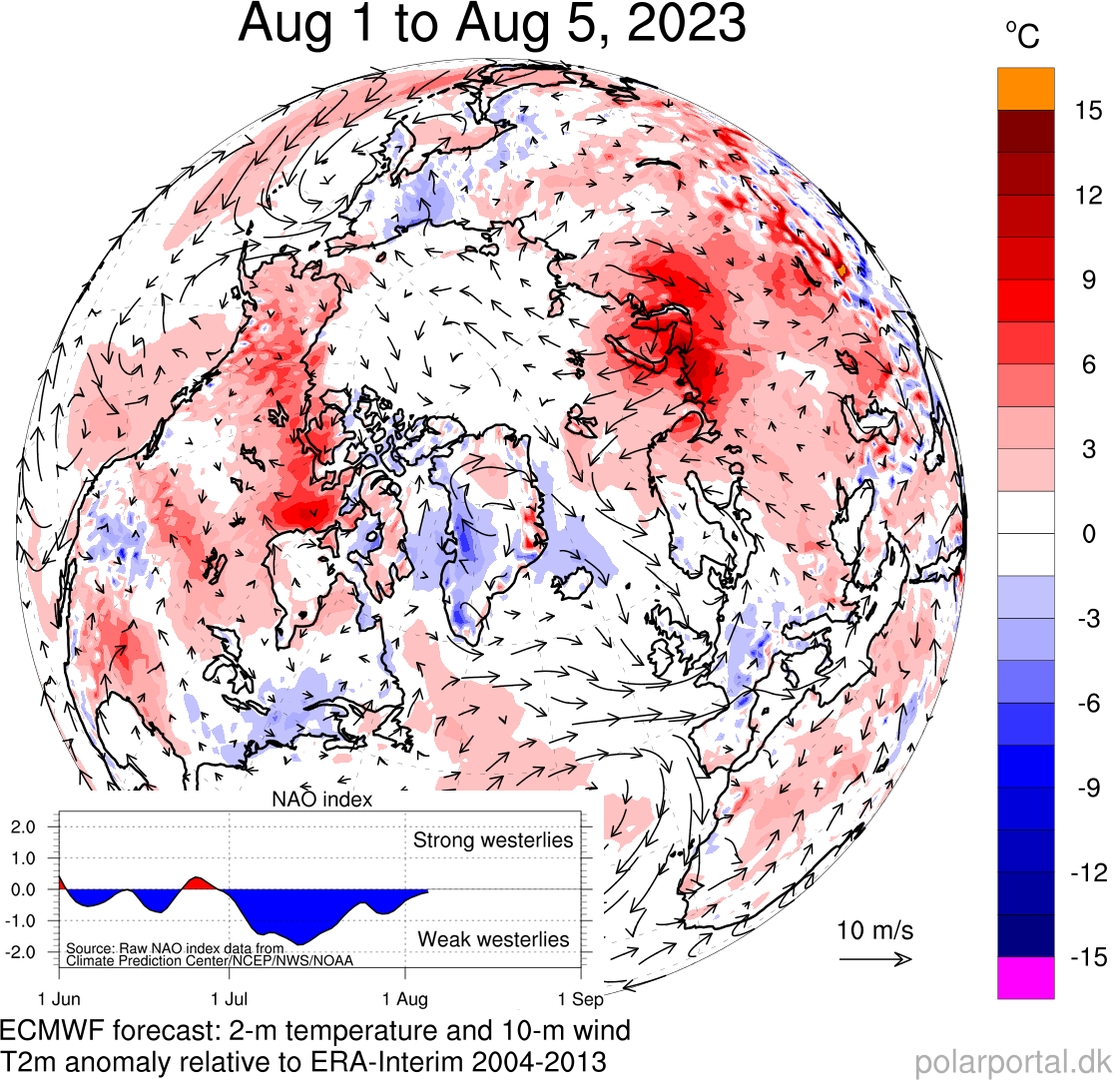 Aug 1 to Aug 5, 2023
°C
15
12
9
6
3
0
-3
-6
-9
-12
-15
10 m/s
NAO index
2.0
1.0
0.0
-1.0
-2.0
Strong westerlies
Weak westerlies
Source: Raw NAO index data from
Climate Prediction Center/NCEP/NWS/NOAA
1 Jun
1 Jul
1 Aug
1 Sep
ECMWF forecast: 2-m temperature and 10-m wind
T2m anomaly relative to ERA-Interim 2004-2013
polarportal.dk